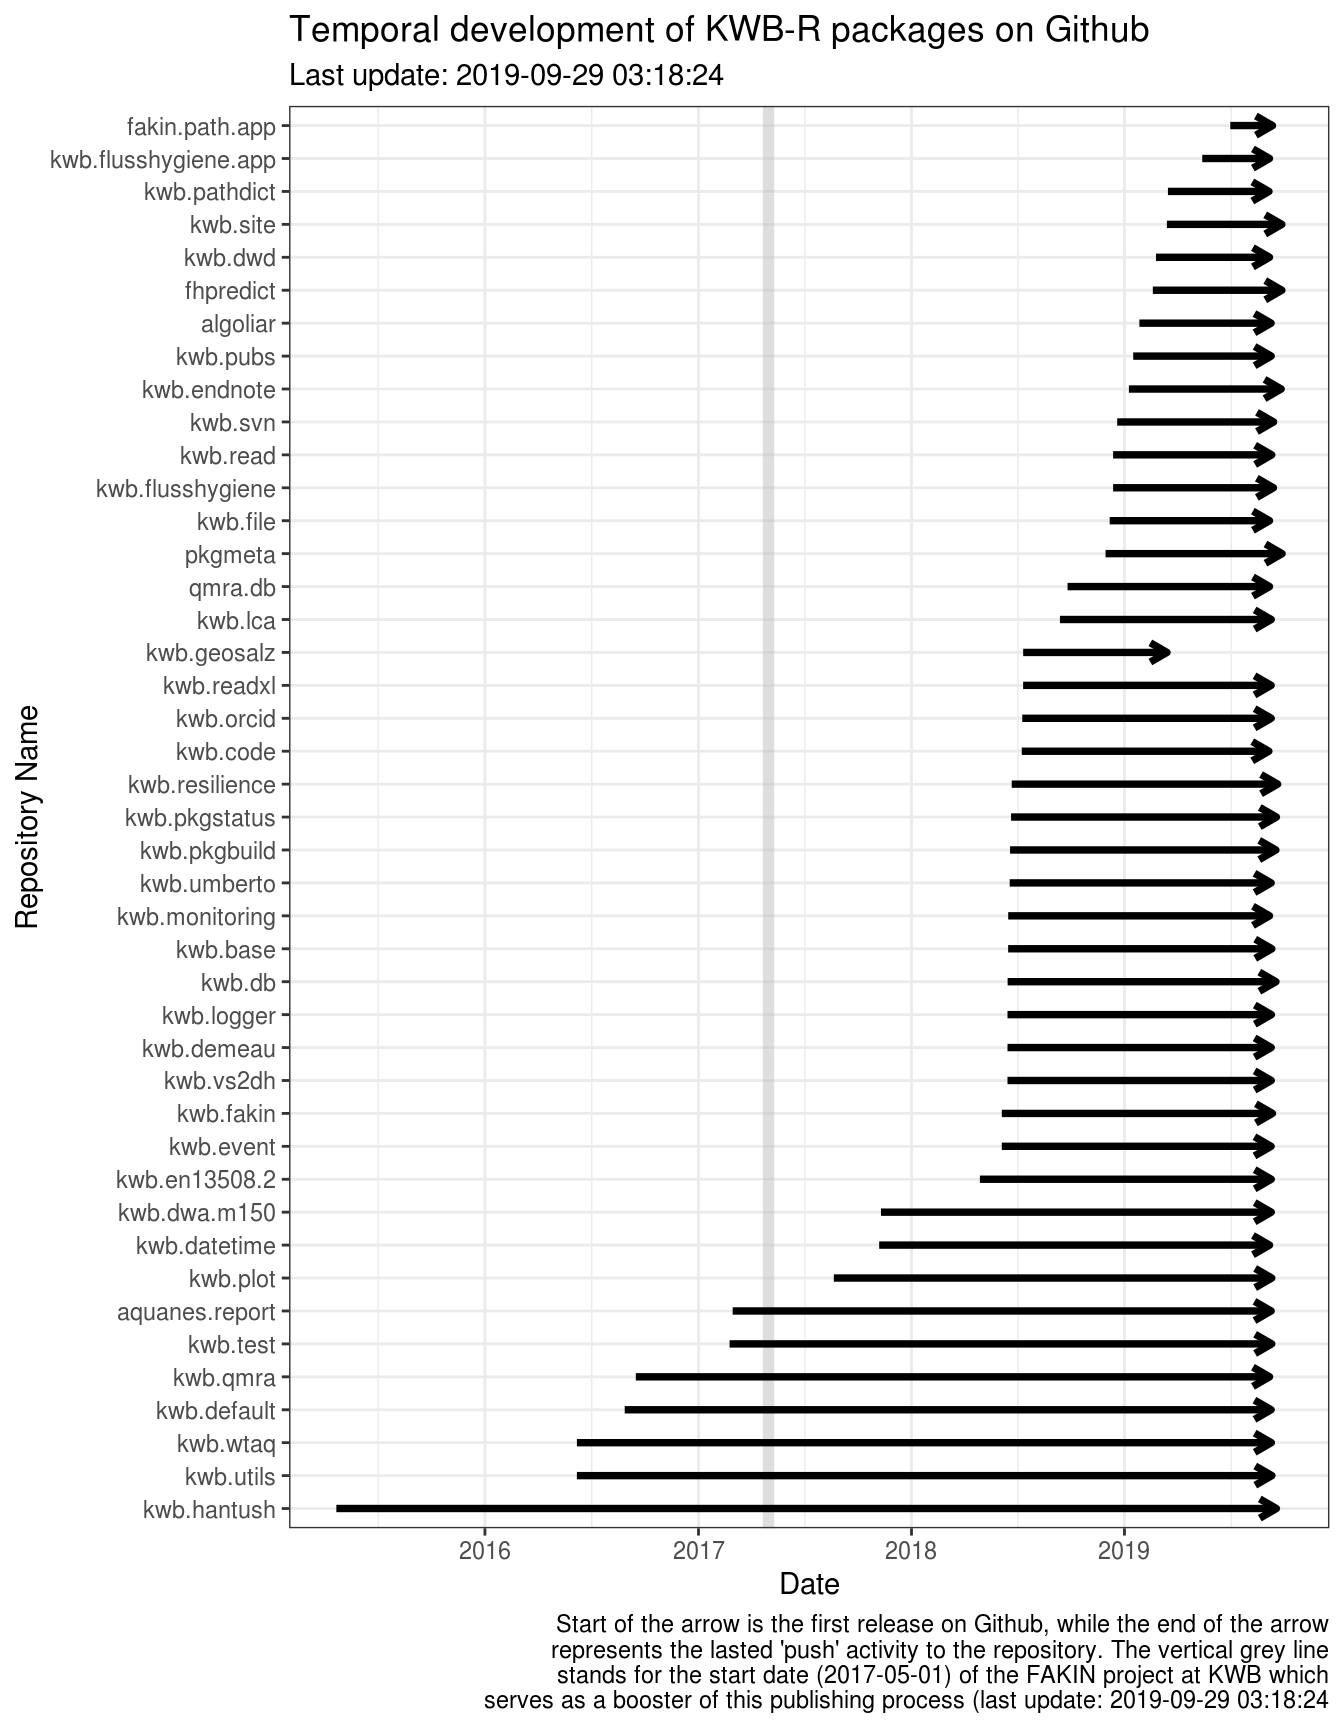 Temporal development of KWB-R packages on Github
Last update: 2019-09-29 03:18:24
fakin.path.app
kwb.flusshygiene.app
kwb.pathdict
kwb.site
kwb.dwd
fhpredict
algoliar
kwb.pubs
kwb.endnote
kwb.svn
kwb.read
kwb.flusshygiene
kwb.file
pkgmeta
qmra.db
kwb.lca
kwb.geosalz
kwb.readxl
kwb.orcid
kwb.code
kwb.resilience
kwb.pkgstatus
kwb.pkgbuild
kwb.umberto
kwb.monitoring
kwb.base
kwb.db
kwb.logger
kwb.demeau
kwb.vs2dh
kwb.fakin
kwb.event
kwb.en13508.2
kwb.dwa.m150
kwb.datetime
kwb.plot
aquanes.report
kwb.test
kwb.qmra
kwb.default
kwb.wtaq
kwb.utils
kwb.hantush
Repository Name
2016 2017 2018 2019
Date
Start of the arrow is the first release on Github, while the end of the arrow
represents the lasted 'push' activity to the repository. The vertical grey line
stands for the start date (2017-05-01) of the FAKIN project at KWB which
serves as a booster of this publishing process (last update: 2019-09-29 03:18:24